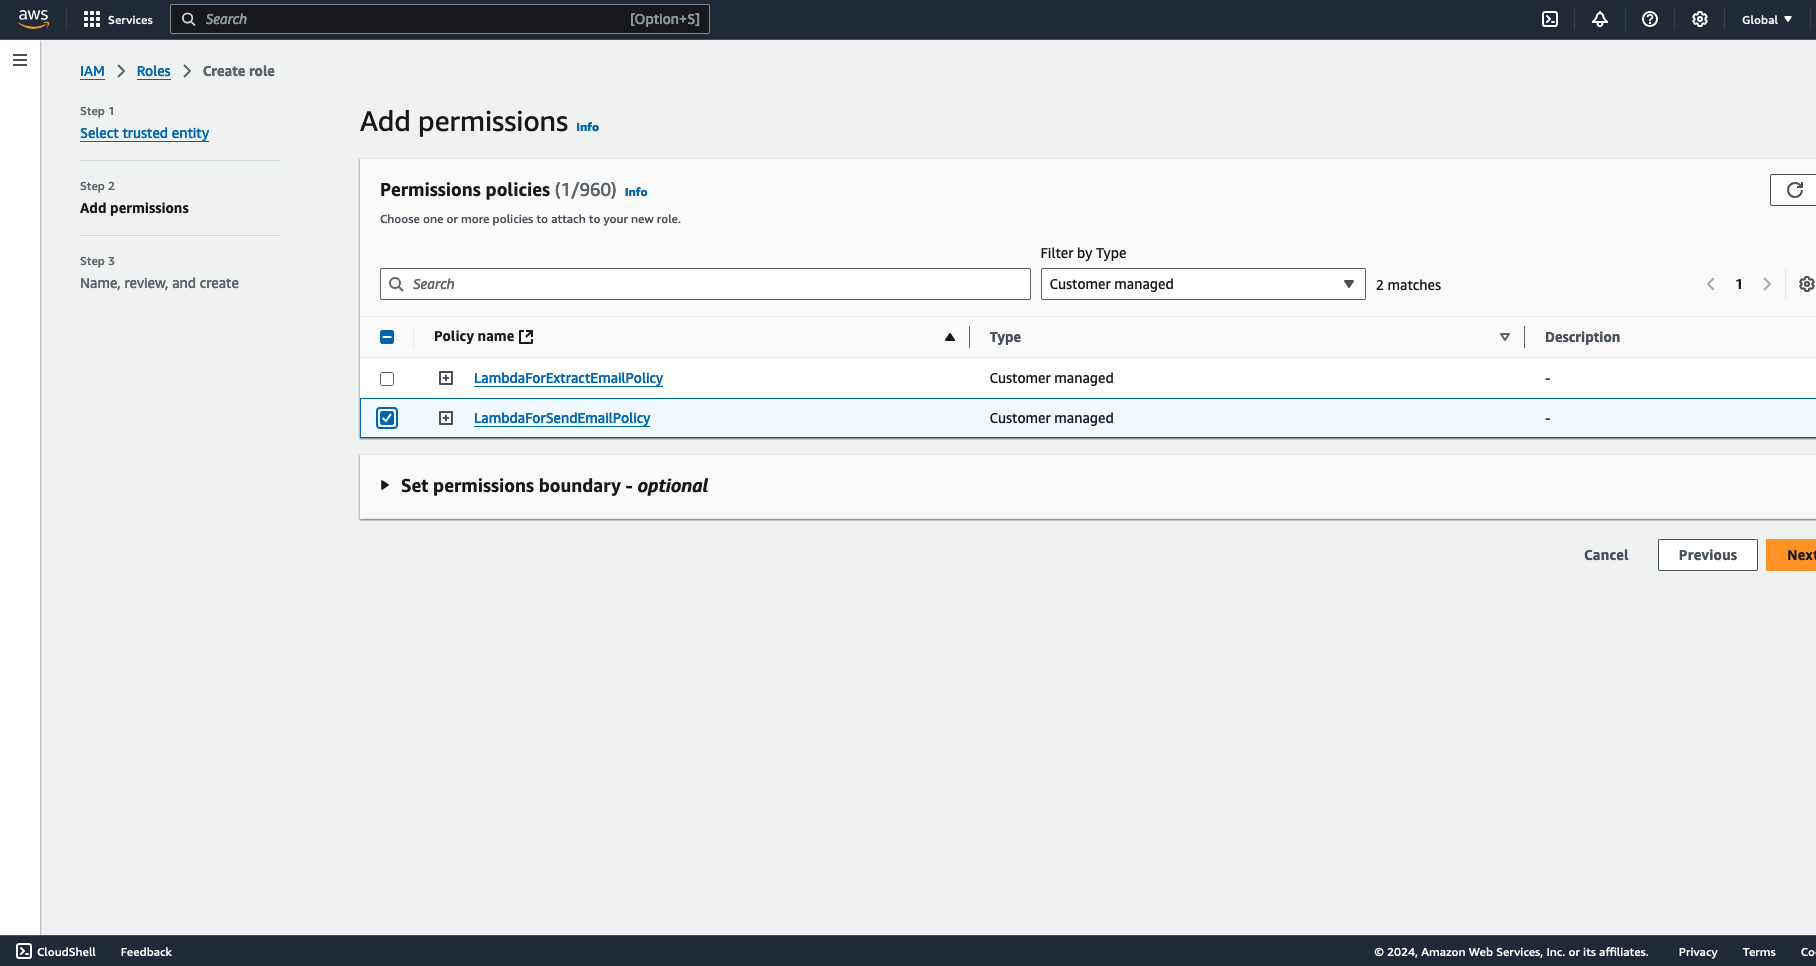 aws Services Search [Option+S] Global
IAM Roles Create role
Step 1
Select trusted entity
Step 2
Add permissions
Step 3
Name, review, and create
Add permissions Info
Permissions policies (1/960) Info
Choose one or more policies to attach to your new role.
Filter by Type
Search Customer managed 2 matches 1
Policy name Type Description
LambdaForExtractEmailPolicy Customer managed -
LambdaForSendEmailPolicy Customer managed -
Set permissions boundary - optional
Cancel Previous Next
CloudShell Feedback © 2024, Amazon Web Services, Inc. or its affiliates. Privacy Terms